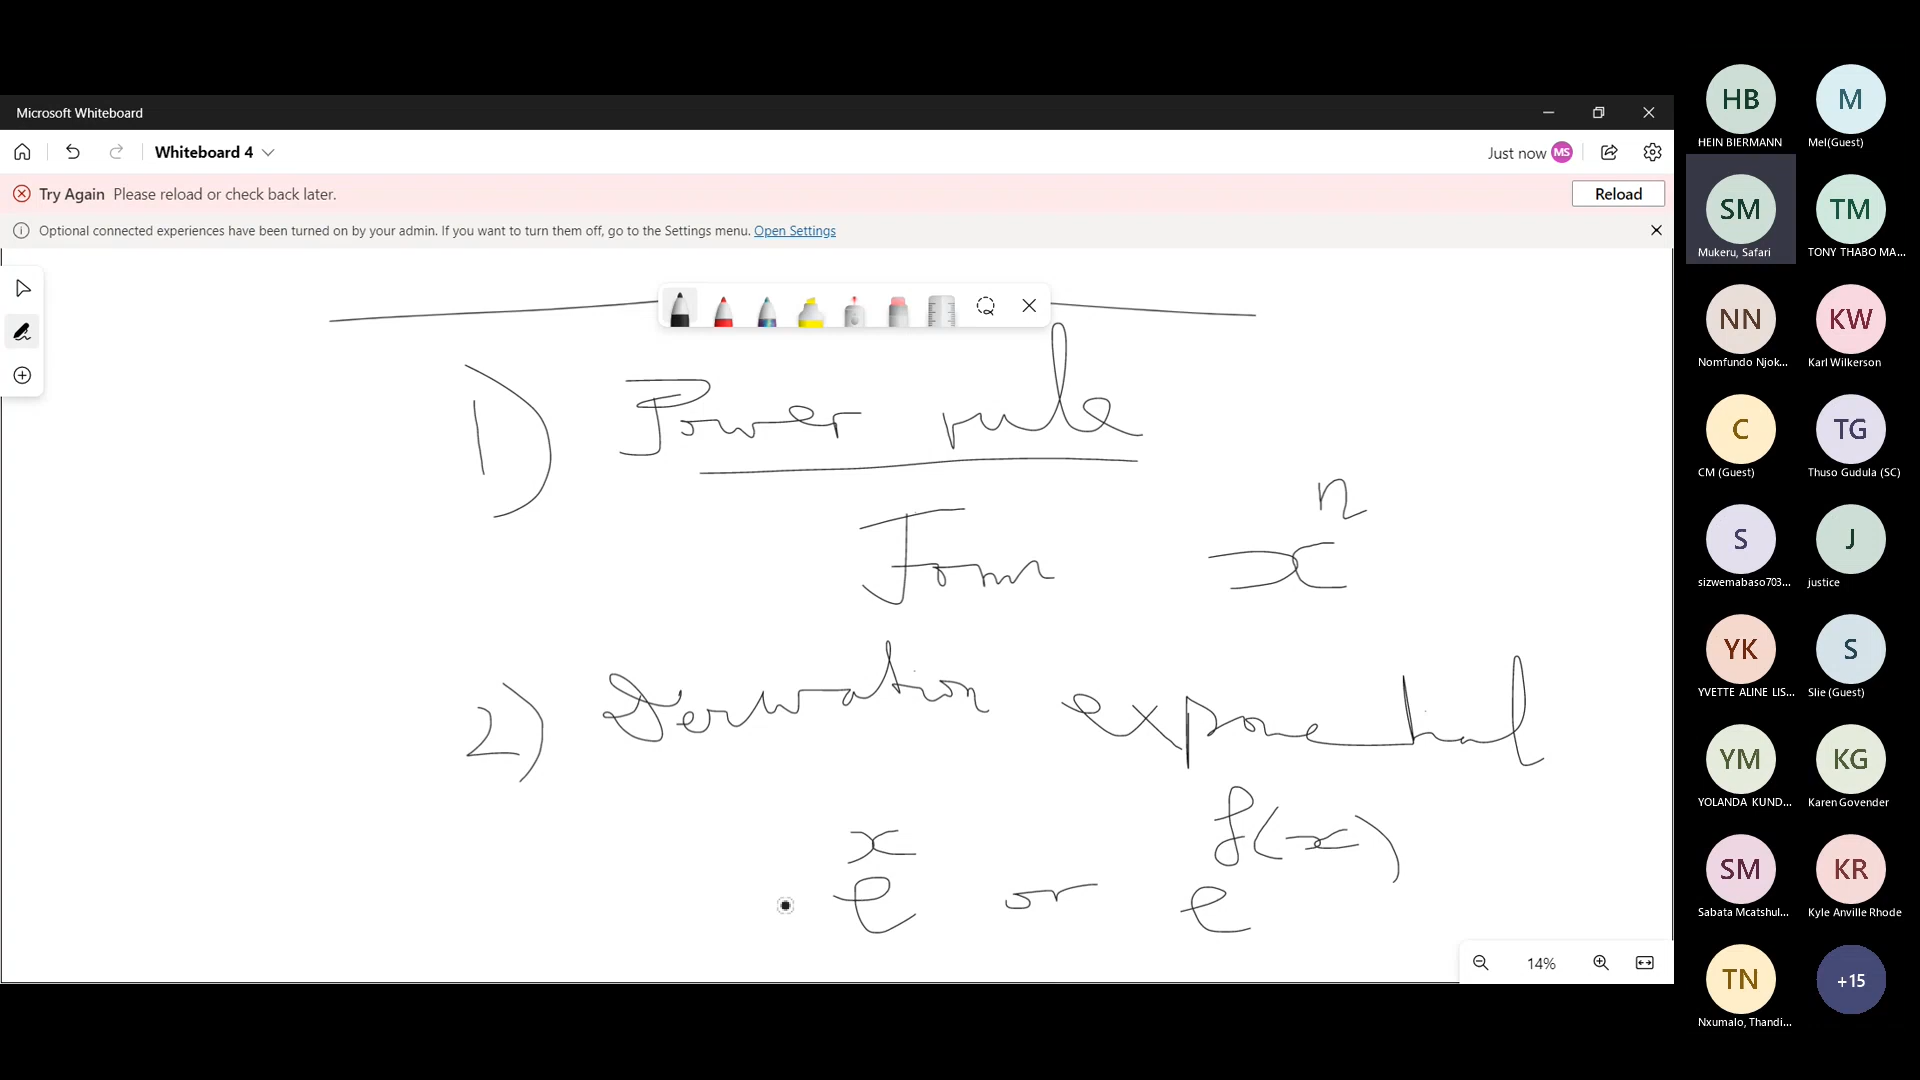 HB
M
HEIN BIERMANN
Mel(Guest)
Microsoft Whiteboard
Whiteboard 4
Just now MS
Try Again Please reload or check back later.
Reload
Optional connected experiences have been turned on by your admin. If you want to turn them off, go to the Settings menu. Open Settings
SM
TM
Mukeru, Safari
TONY THABO MA...
1) Power rule
Form x^n
2) Derivation exponential
e^x or e^f(x)
14%
NN
KW
Nomfundo Njok...
Karl Wilkerson
C
TG
CM (Guest)
Thuso Gudula (SC)
S
J
sizwemabaso703...
justice
YK
S
YVETTE ALINE LIS...
Slie (Guest)
YM
KG
YOLANDA KUND...
Karen Govender
SM
KR
Sabata Mcatshul...
Kyle Anville Rhode
TN
+15
Nxumalo, Thandi...